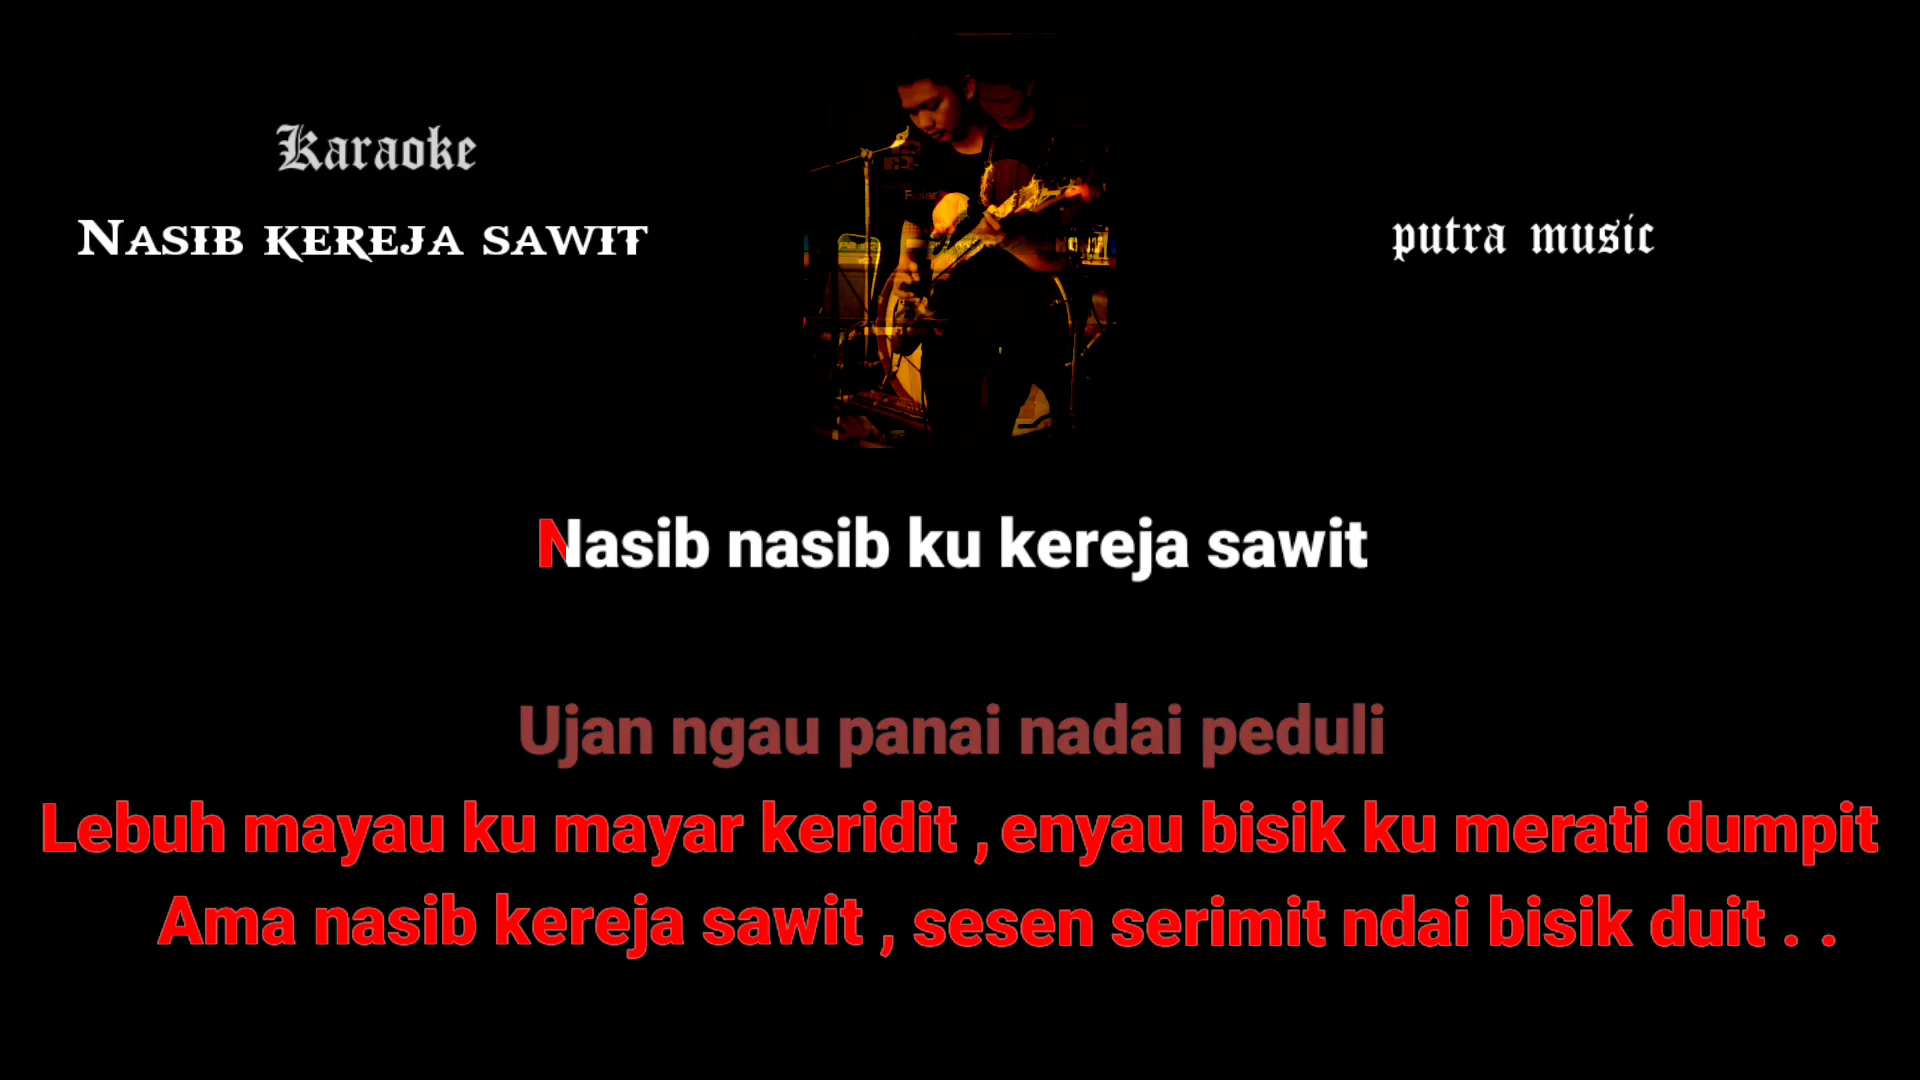 Karaoke
Nasib kereja sawit
putra music
Nasib nasib ku kereja sawit
Ujan ngau panai nadai peduli
Lebuh mayau ku mayar keridit , enyau bisik ku merati dumpit
Ama nasib kereja sawit , sesen serimit ndai bisik duit . .